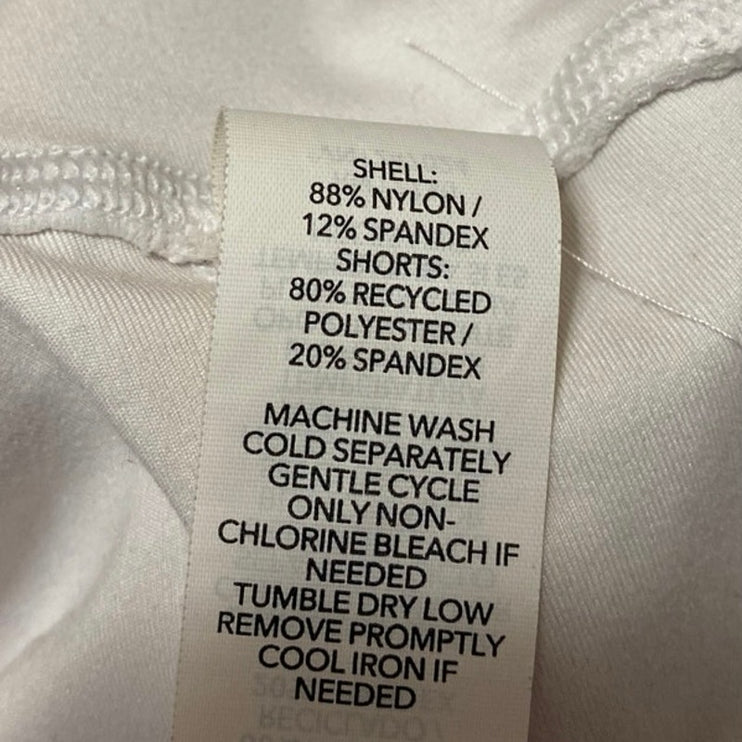 SHELL:
88% NYLON /
12% SPANDEX
SHORTS:
80% RECYCLED
POLYESTER /
20% SPANDEX
MACHINE WASH
COLD SEPARATELY
GENTLE CYCLE
ONLY NON-
CHLORINE BLEACH IF
NEEDED
TUMBLE DRY LOW
REMOVE PROMPTLY
COOL IRON IF
NEEDED